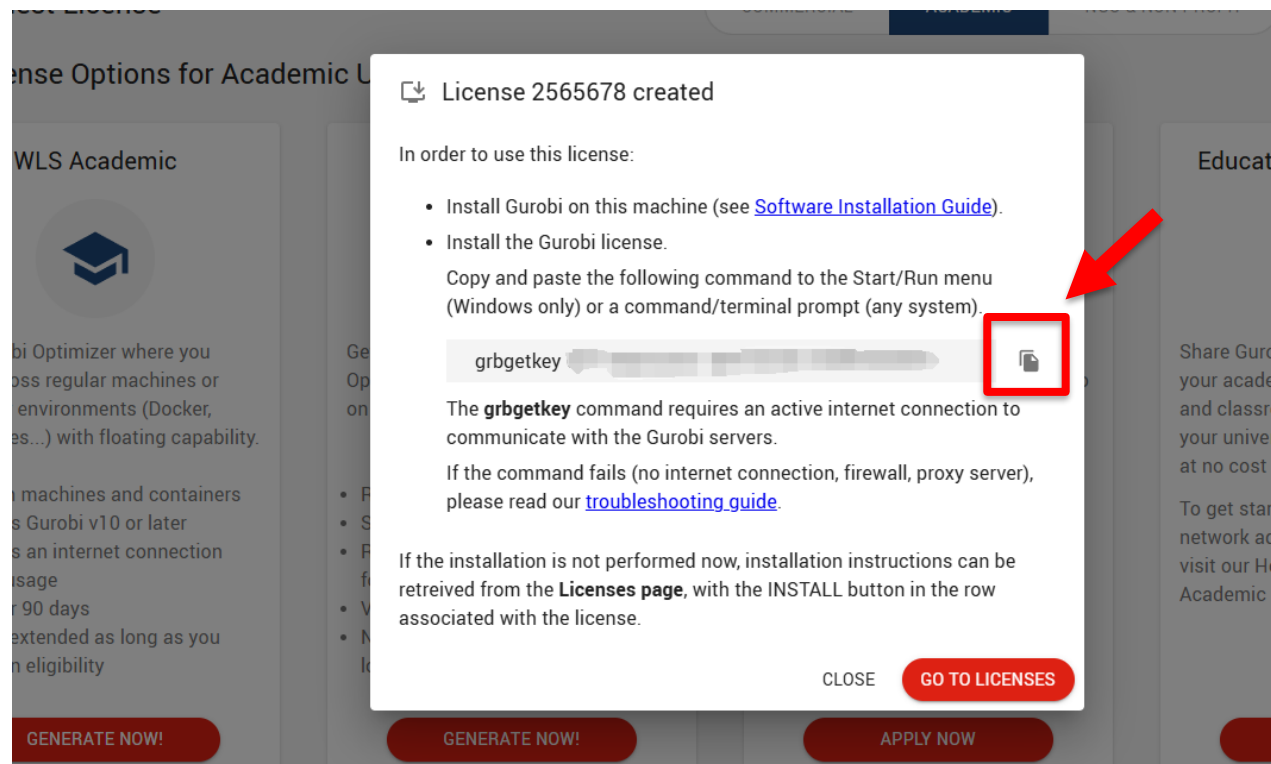 ense Options for Academic U
WLS Academic
bi Optimizer where you
oss regular machines or
environments (Docker,
es...) with floating capability.
machines and containers
s Gurobi v10 or later
s an internet connection
usage
90 days
extended as long as you
n eligibility
GENERATE NOW!
License 2565678 created
In order to use this license:
• Install Gurobi on this machine (see Software Installation Guide).
• Install the Gurobi license.
Copy and paste the following command to the Start/Run menu
(Windows only) or a command/terminal prompt (any system).
grbgetkey
The grbgetkey command requires an active internet connection to
communicate with the Gurobi servers.
If the command fails (no internet connection, firewall, proxy server),
please read our troubleshooting guide.
If the installation is not performed now, installation instructions can be
retreived from the Licenses page, with the INSTALL button in the row
associated with the license.
CLOSE
GO TO LICENSES
Ge
Op
on
GENERATE NOW!
APPLY NOW
Educat
Share Guro
your acade
and classr
your unive
at no cost
To get star
network ad
visit our He
Academic